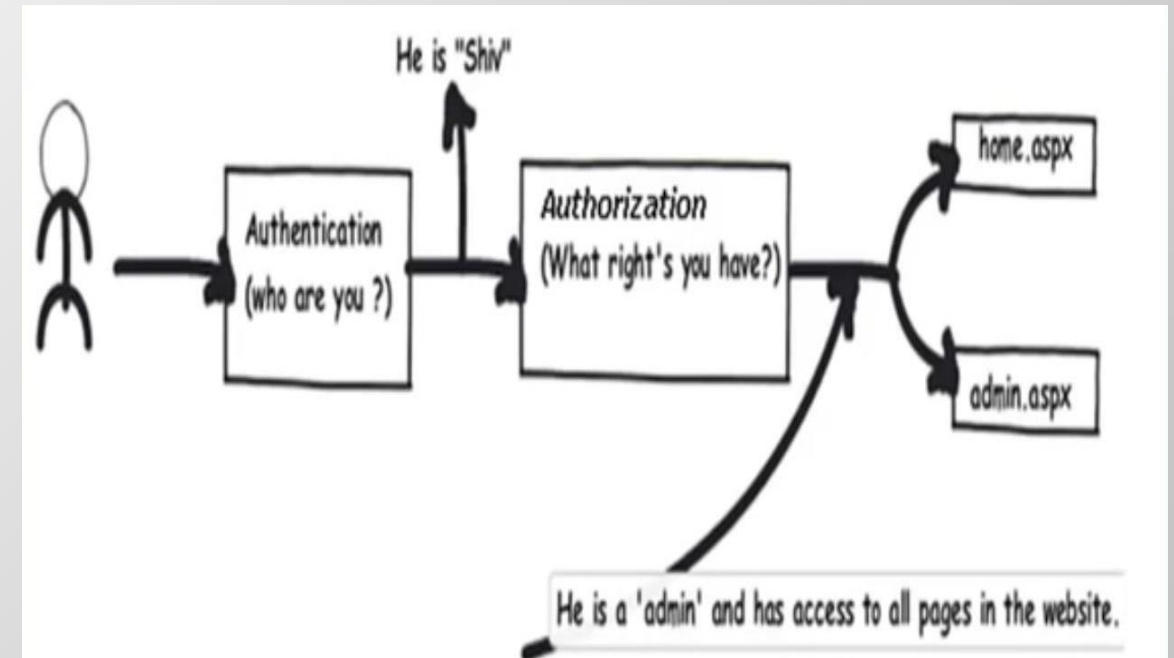 He is "Shiv"
Authentication
(who are you ?)
Authorization
(What right's you have?)
home.aspx
admin.aspx
He is a 'admin' and has access to all pages in the website.